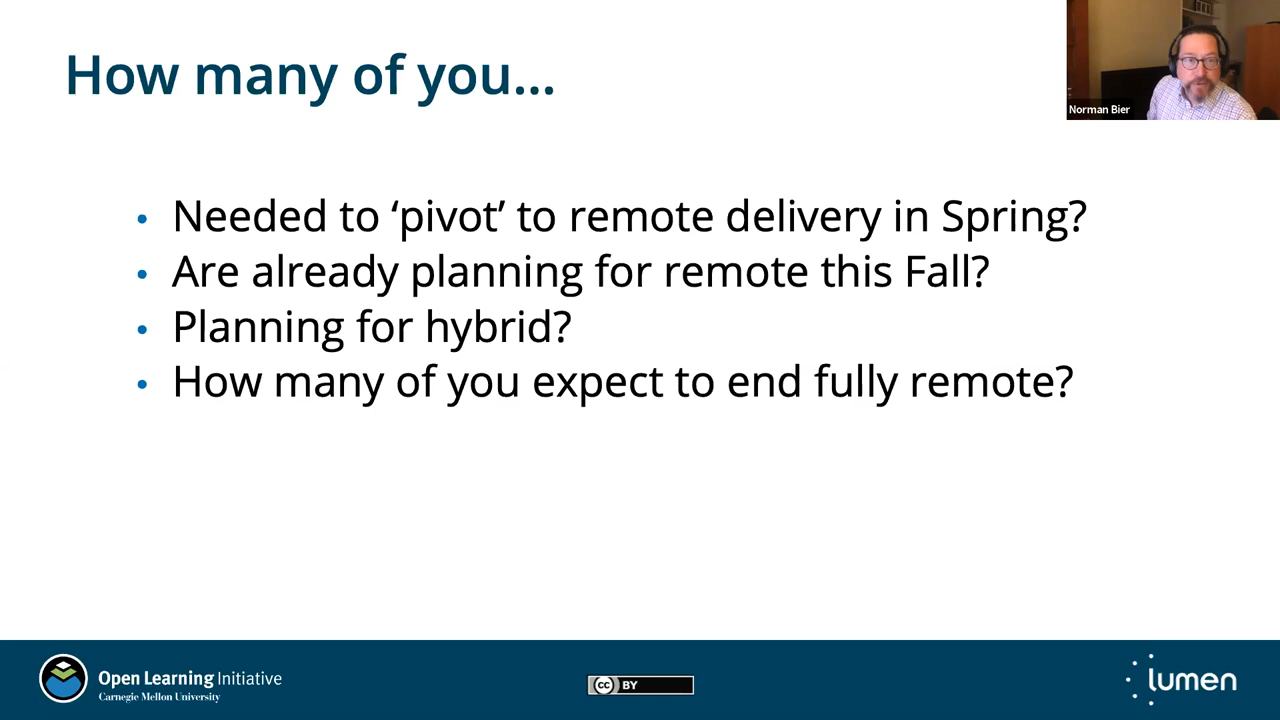 How many of you...
Norman Bier
• Needed to ‘pivot’ to remote delivery in Spring?
• Are already planning for remote this Fall?
• Planning for hybrid?
• How many of you expect to end fully remote?
Open Learning Initiative
Carnegie Mellon University
cc BY
lumen